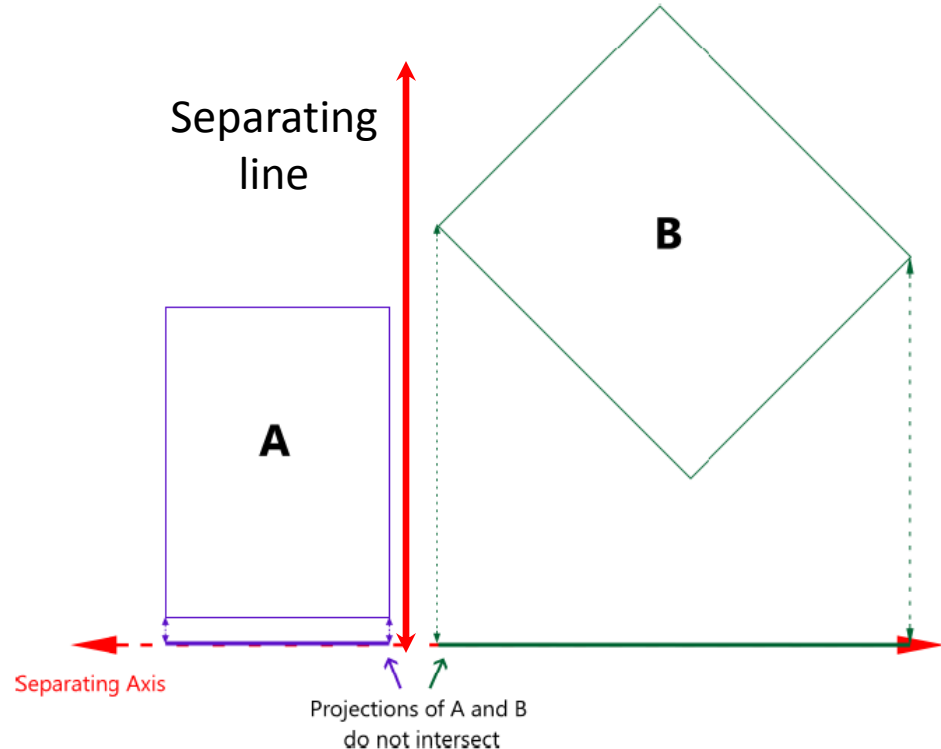 Separating
line
B
A
Separating Axis
Projections of A and B
do not intersect